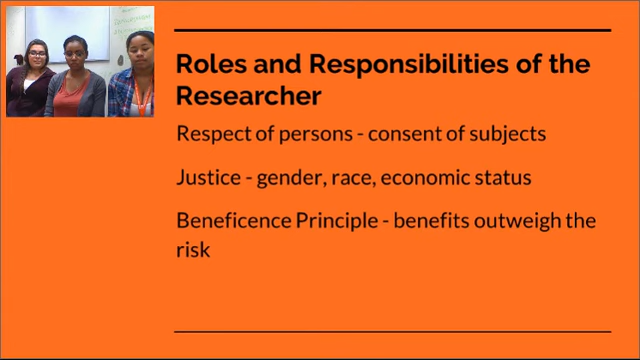 Roles and Responsibilities of the
Researcher
Respect of persons - consent of subjects
Justice - gender, race, economic status
Beneficence Principle - benefits outweigh the
risk